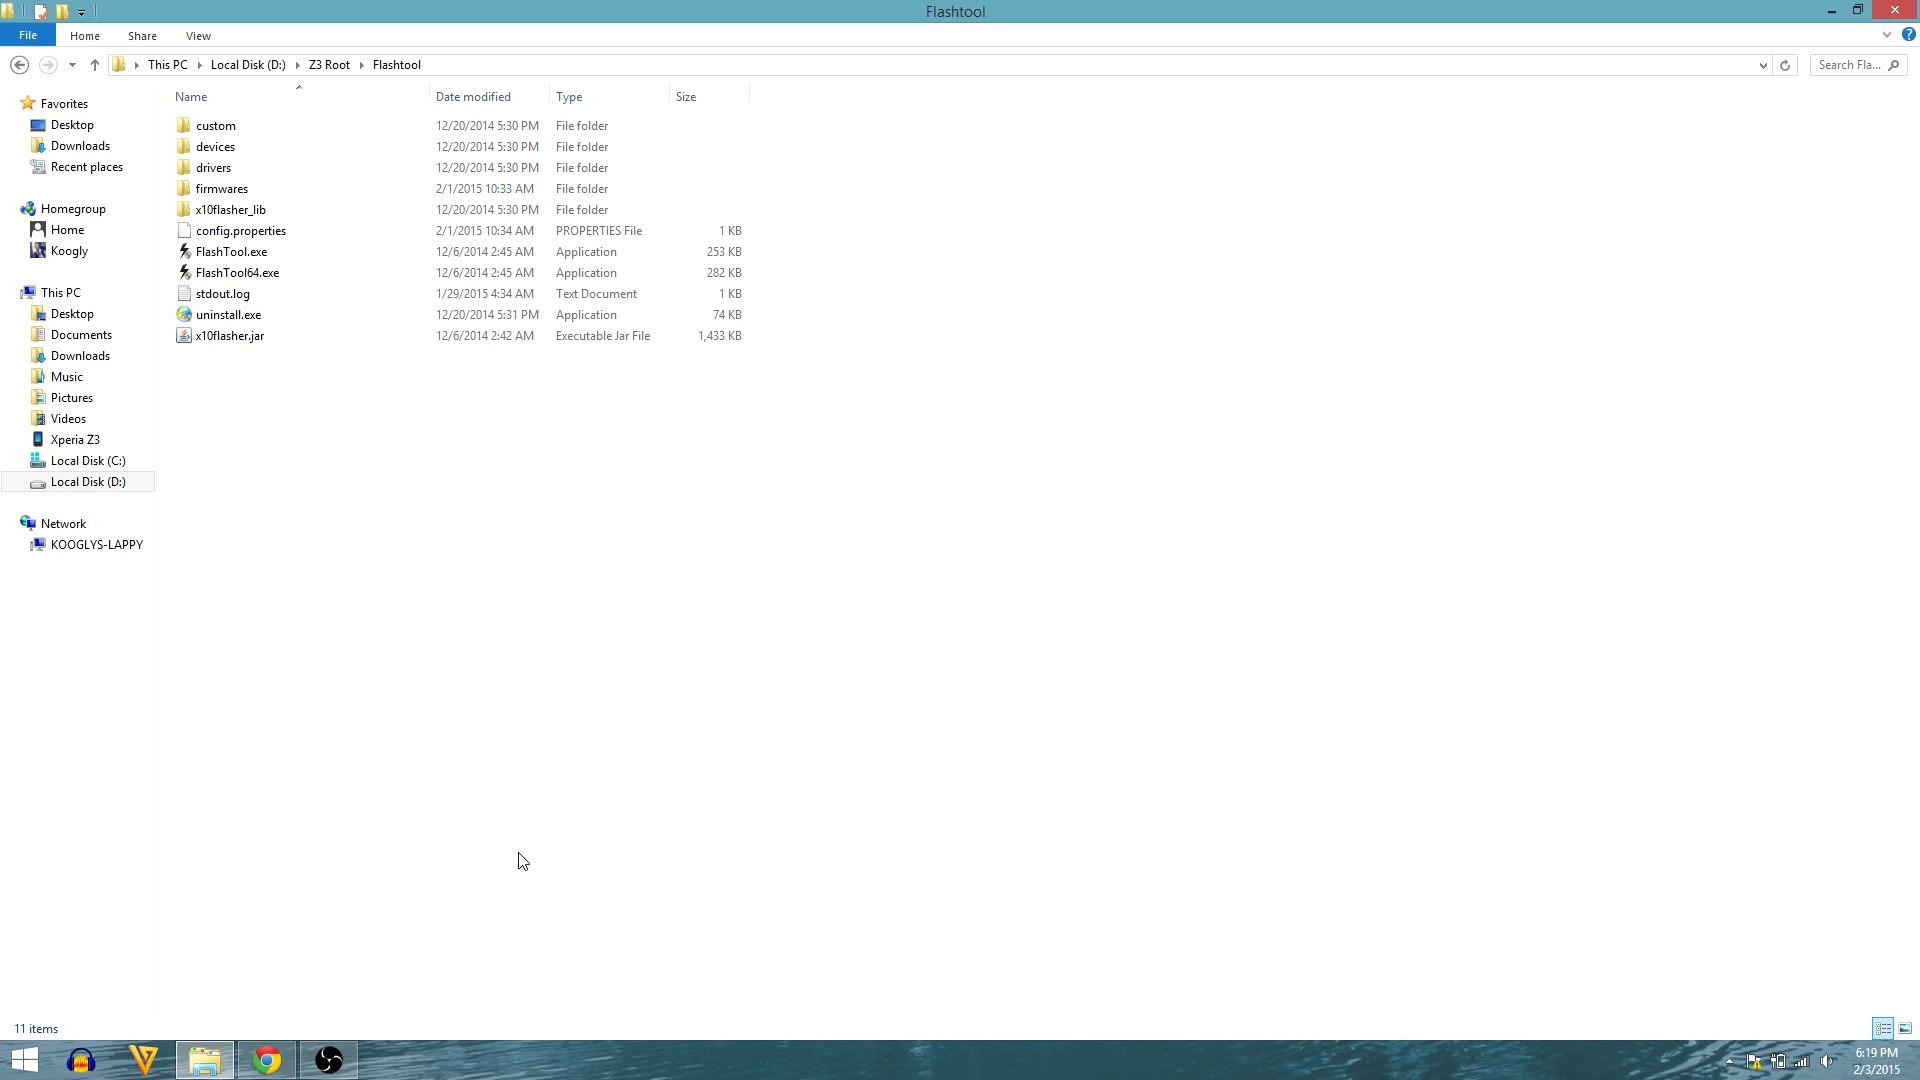 Flashtool
File Home Share View
This PC Local Disk (D:) Z3 Root Flashtool
Search Fla...
Name Date modified Type Size
custom 12/20/2014 5:30 PM File folder
devices 12/20/2014 5:30 PM File folder
drivers 12/20/2014 5:30 PM File folder
firmwares 2/1/2015 10:33 AM File folder
x10flasher_lib 12/20/2014 5:30 PM File folder
config.properties 2/1/2015 10:34 AM PROPERTIES File 1 KB
FlashTool.exe 12/6/2014 2:45 AM Application 253 KB
FlashTool64.exe 12/6/2014 2:45 AM Application 282 KB
stdout.log 1/29/2015 4:34 AM Text Document 1 KB
uninstall.exe 12/20/2014 5:31 PM Application 74 KB
x10flasher.jar 12/6/2014 2:42 AM Executable Jar File 1,433 KB
Favorites
Desktop
Downloads
Recent places
Homegroup
Home
Koogly
This PC
Desktop
Documents
Downloads
Music
Pictures
Videos
Xperia Z3
Local Disk (C:)
Local Disk (D:)
Network
KOOGLYS-LAPPY
11 items
6:19 PM
2/3/2015